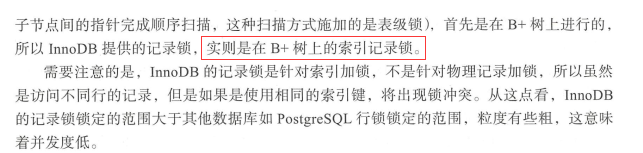 子节点间的指针完成顺序扫描，这种扫描方式施加的是表级锁），首先是在 B+ 树上进行的，
所以 InnoDB 提供的记录锁，实则是在 B+ 树上的索引记录锁。
需要注意的是，InnoDB 的记录锁是针对索引加锁，不是针对物理记录加锁，所以虽然
是访问不同行的记录，但是如果是使用相同的索引键，将出现锁冲突。从这点看，InnoDB
的记录锁锁定的范围大于其他数据库如 PostgreSQL 行锁锁定的范围，粒度有些粗，这意味
着并发度低。